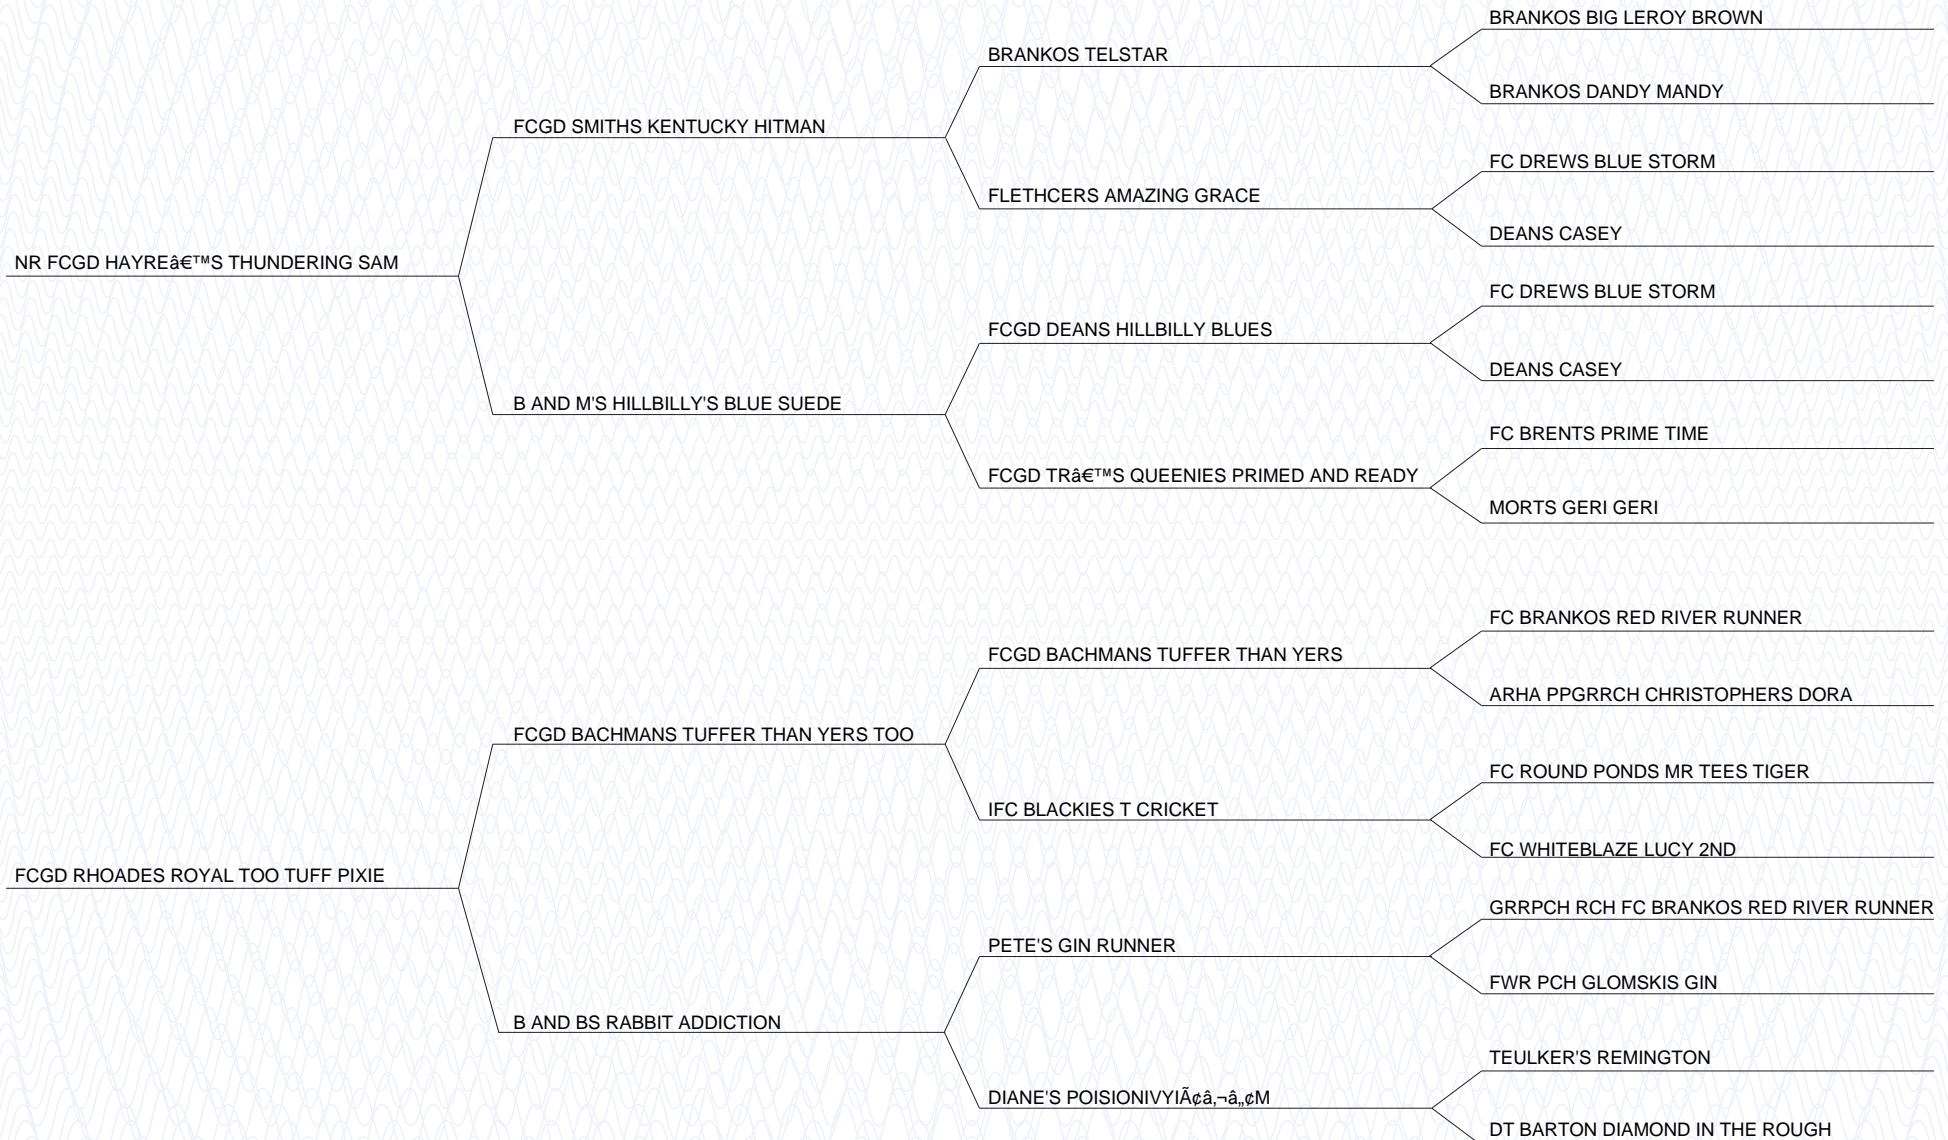 BRANKOS BIG LEROY BROWN
BRANKOS TELSTAR
BRANKOS DANDY MANDY
FCGD SMITHS KENTUCKY HITMAN
FC DREWS BLUE STORM
FLETHCERS AMAZING GRACE
DEANS CASEY
NR FCGD HAYREâ€™S THUNDERING SAM
FC DREWS BLUE STORM
FCGD DEANS HILLBILLY BLUES
DEANS CASEY
B AND M'S HILLBILLY'S BLUE SUEDE
FC BRENTS PRIME TIME
FCGD TRâ€™S QUEENIES PRIMED AND READY
MORTS GERI GERI
FC BRANKOS RED RIVER RUNNER
FCGD BACHMANS TUFFER THAN YERS
ARHA PPGRRCH CHRISTOPHERS DORA
FCGD BACHMANS TUFFER THAN YERS TOO
FC ROUND PONDS MR TEES TIGER
IFC BLACKIES T CRICKET
FC WHITEBLAZE LUCY 2ND
FCGD RHOADES ROYAL TOO TUFF PIXIE
GRRPCH RCH FC BRANKOS RED RIVER RUNNER
PETE'S GIN RUNNER
FWR PCH GLOMSKIS GIN
B AND BS RABBIT ADDICTION
TEULKER'S REMINGTON
DIANE'S POISIONIVYIÃ¢â‚¬â„¢M
DT BARTON DIAMOND IN THE ROUGH